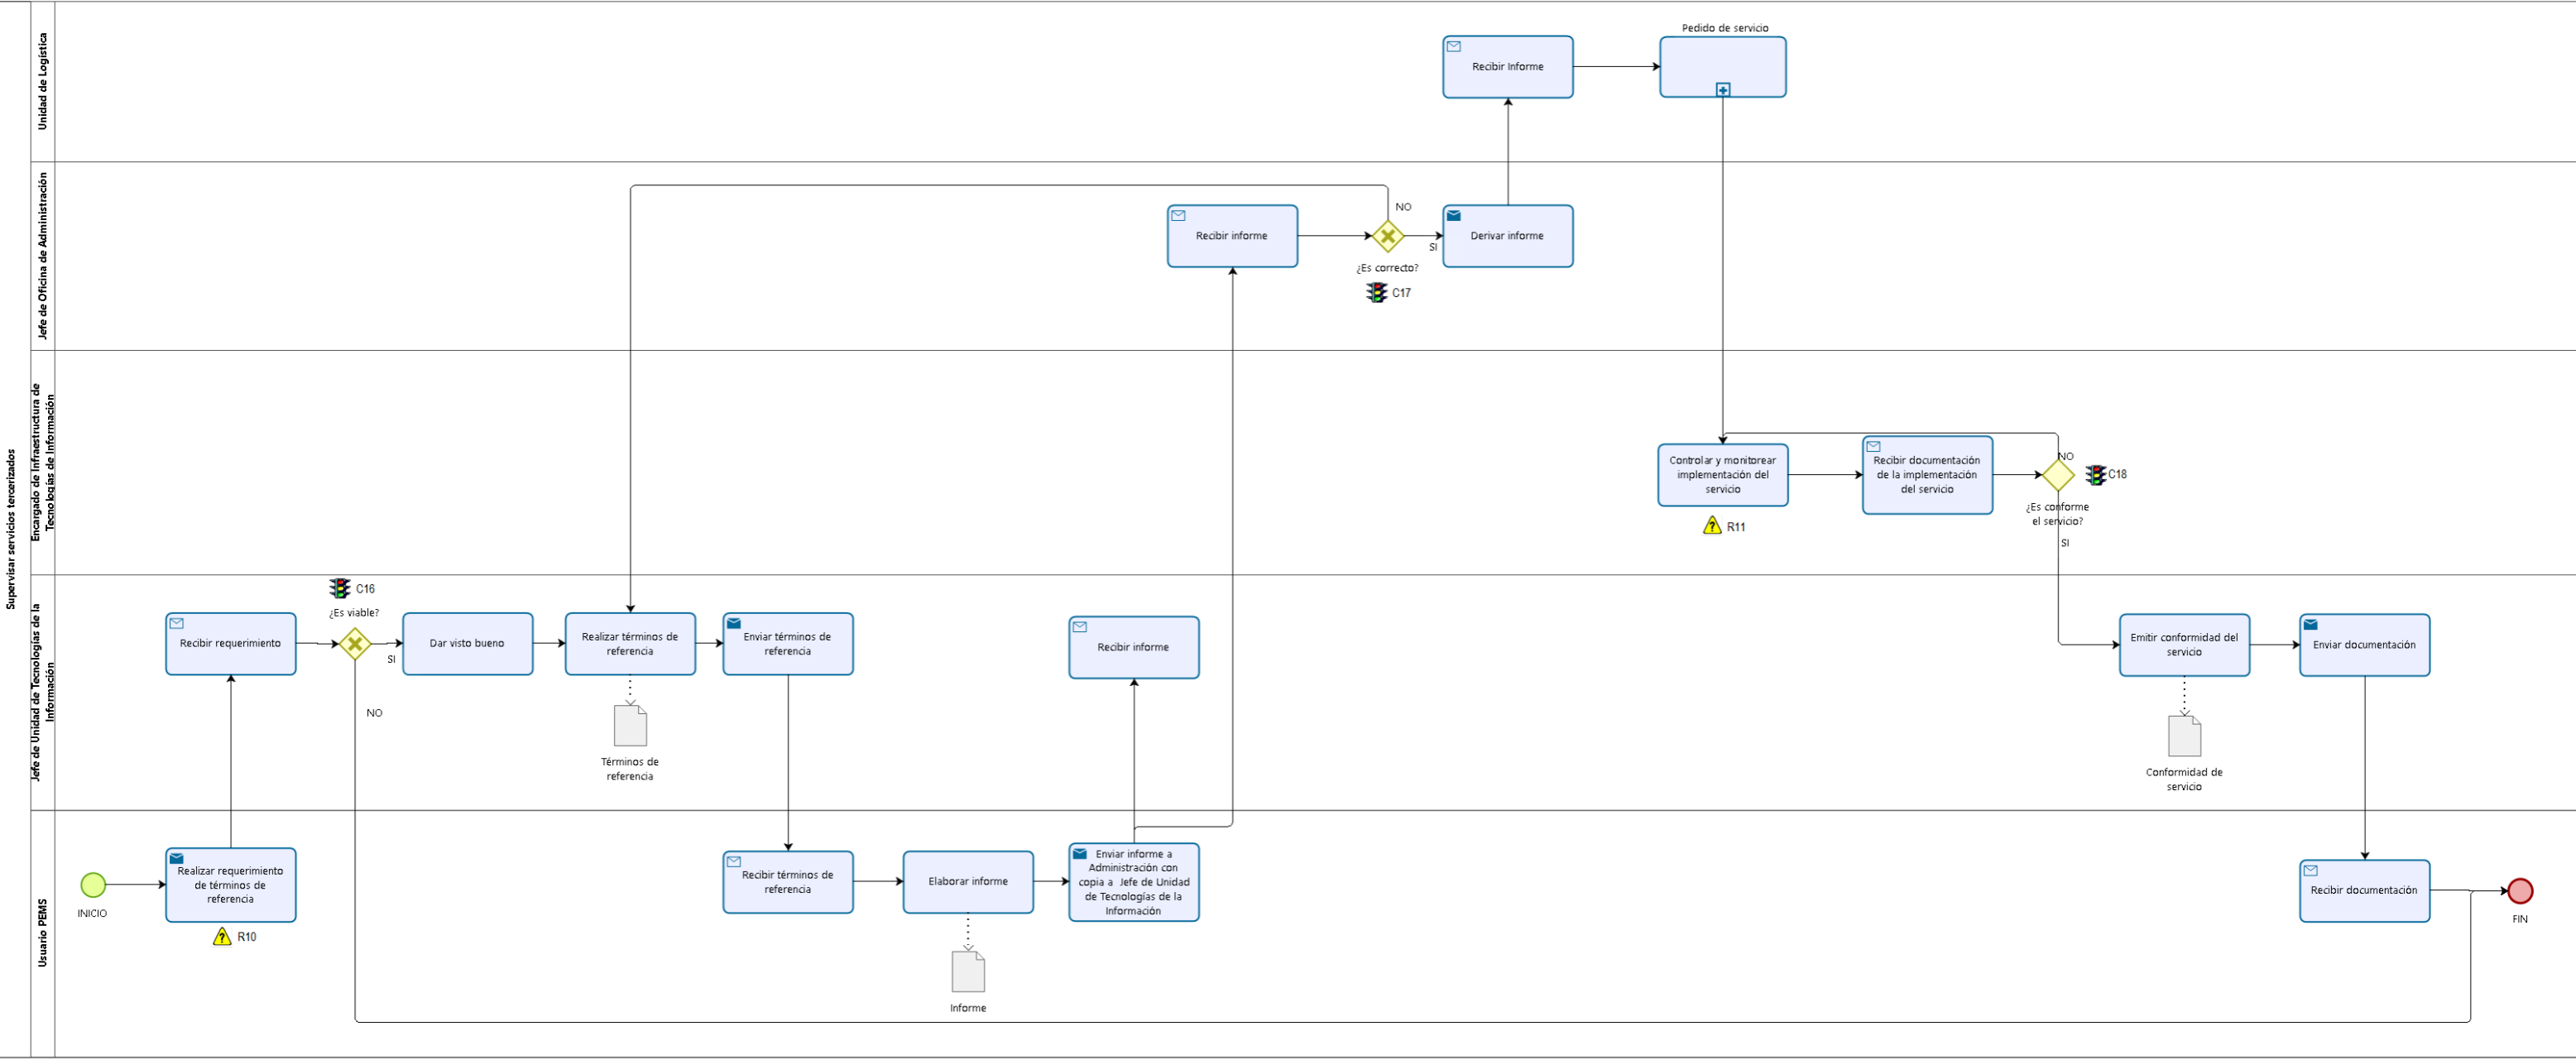 Supervisar servicios tercerizados
Unidad de Logística
Pedido de servicio
Recibir Informe
Jefe de Oficina de Administración
Recibir informe
NO
SI
¿Es correcto?
C17
Derivar informe
Encargado de Infraestructura de
Tecnologías de Información
Controlar y monitorear
implementación del
servicio
R11
Recibir documentación
de la implementación
del servicio
NO
C18
¿Es conforme
el servicio?
SI
Jefe de Unidad de Tecnologías de la
Información
C16
¿Es viable?
Recibir requerimiento
SI
NO
Dar visto bueno
Realizar términos de
referencia
Términos de
referencia
Enviar términos de
referencia
Recibir informe
Emitir conformidad del
servicio
Conformidad de
servicio
Enviar documentación
Usuario PEMS
INICIO
Realizar requerimiento
de términos de
referencia
R10
Recibir términos de
referencia
Elaborar informe
Informe
Enviar informe a
Administración con
copia a Jefe de Unidad
de Tecnologías de la
Información
Recibir documentación
FIN